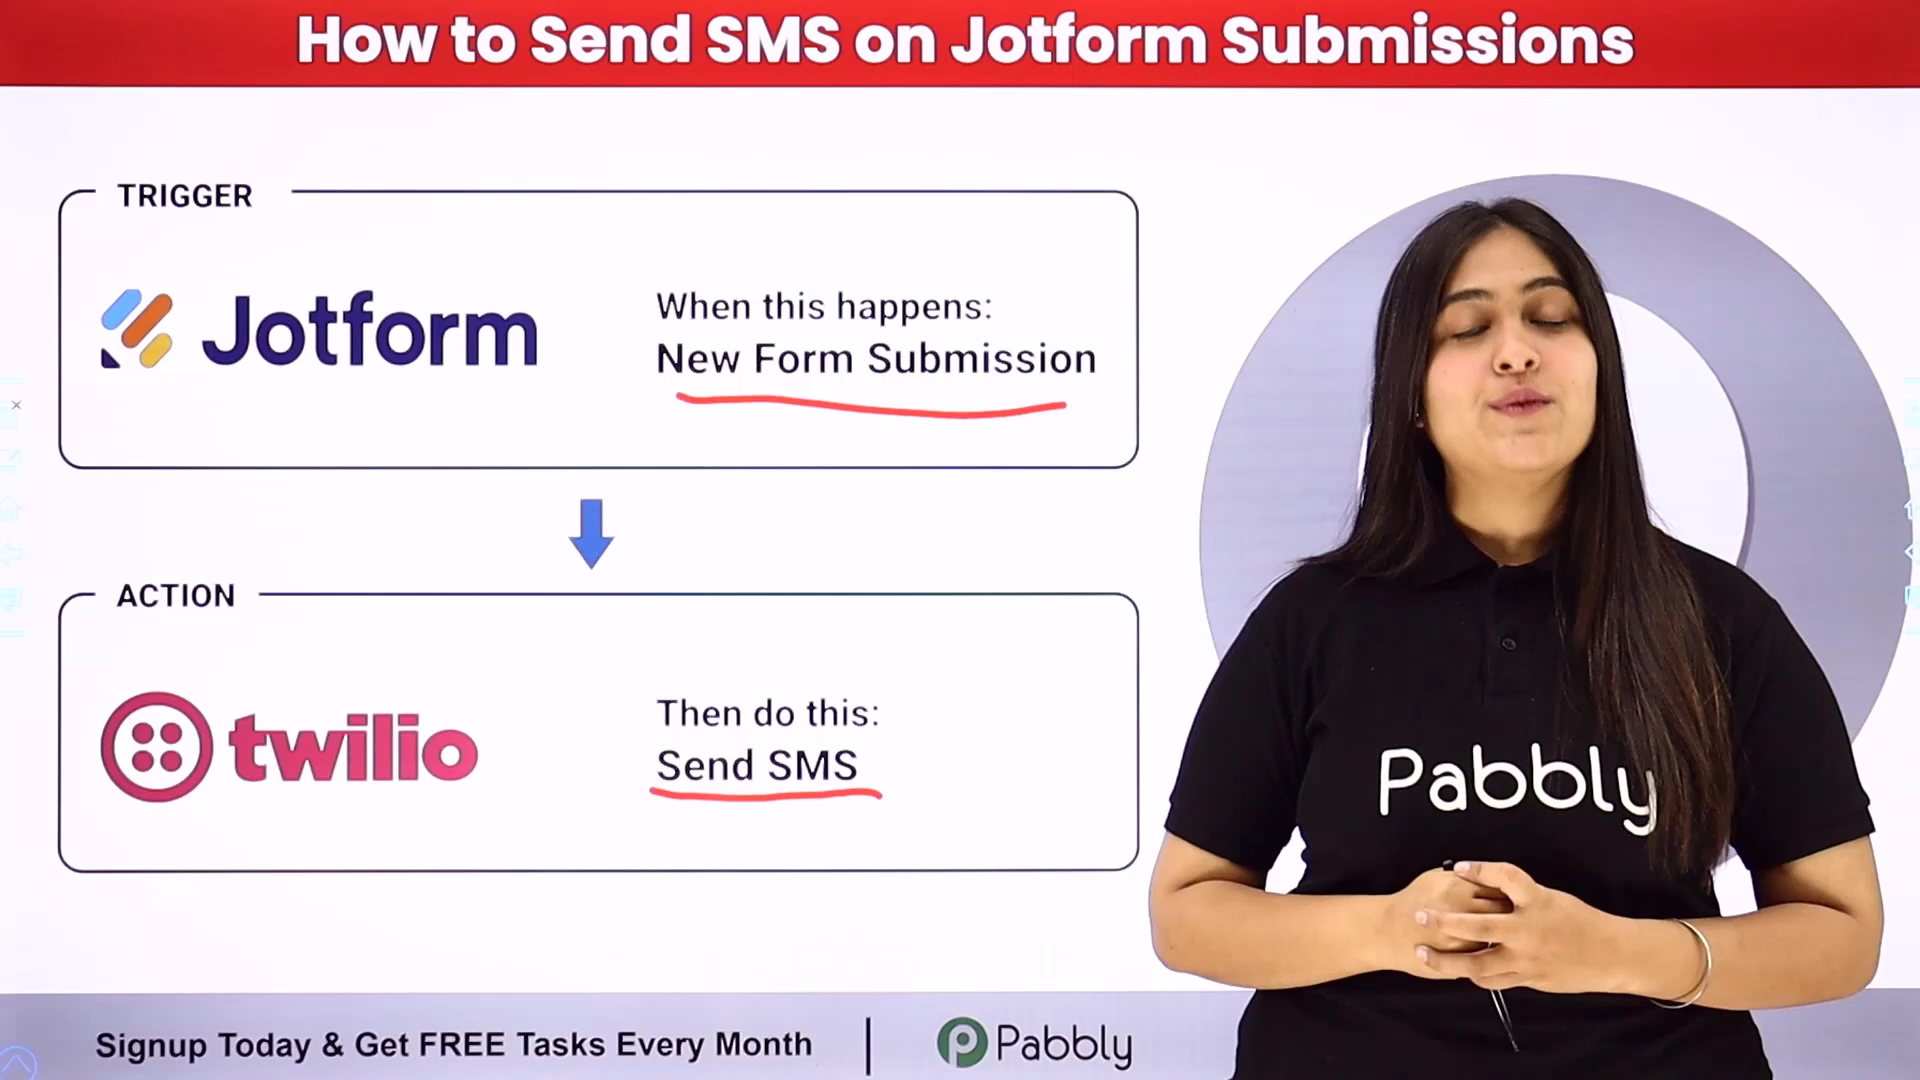 How to Send SMS on Jotform Submissions
TRIGGER
Jotform
When this happens:
New Form Submission
ACTION
twilio
Then do this:
Send SMS
Pabbly
Signup Today & Get FREE Tasks Every Month
Pabbly